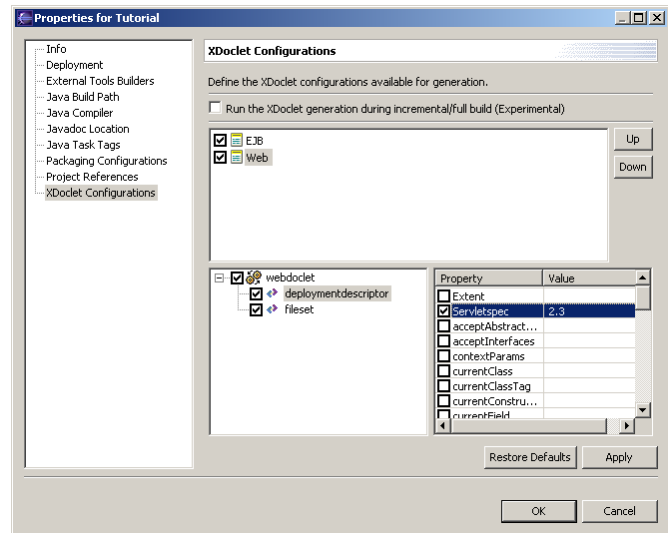 Properties for Tutorial
Info
Deployment
External Tools Builders
Java Build Path
Java Compiler
Javadoc Location
Java Task Tags
Packaging Configurations
Project References
XDoclet Configurations
XDoclet Configurations
Define the XDoclet configurations available for generation.
Run the XDoclet generation during incremental/full build (Experimental)
EJB
Web
Up
Down
webdoclet
deploymentdescriptor
fileset
Property Value
Extent
Servletspec 2.3
acceptAbstract...
acceptInterfaces
contextParams
currentClass
currentClassTag
currentConstru...
currentField
Restore Defaults Apply
OK Cancel